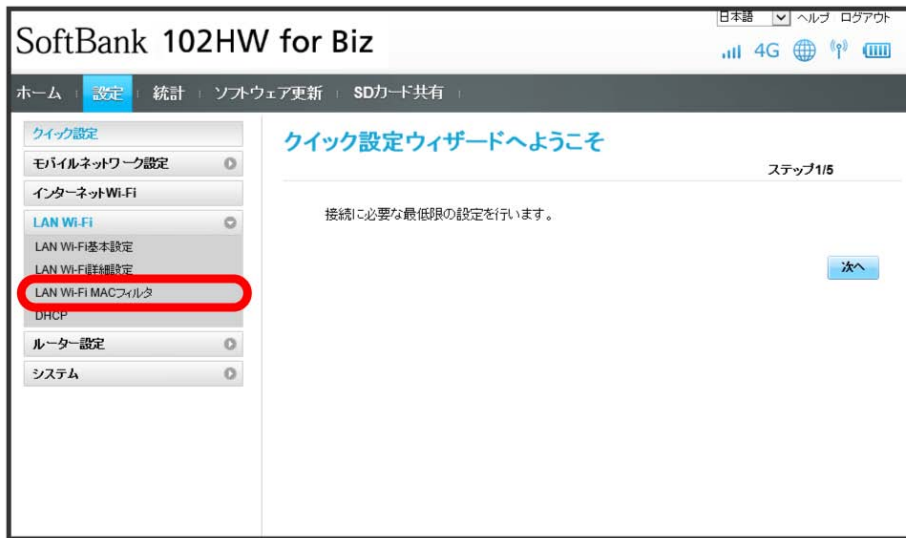 日本語 ヘルプ ログアウト
SoftBank 102HW for Biz
4G
ホーム 設定 統計 ソフトウェア更新 SDカード共有
クイック設定
モバイルネットワーク設定
インターネットWi-Fi
LAN Wi-Fi
LAN Wi-Fi基本設定
LAN Wi-Fi詳細設定
LAN Wi-Fi MACフィルタ
DHCP
ルーター設定
システム
クイック設定ウィザードへようこそ
ステップ1/5
接続に必要な最低限の設定を行います。
次へ